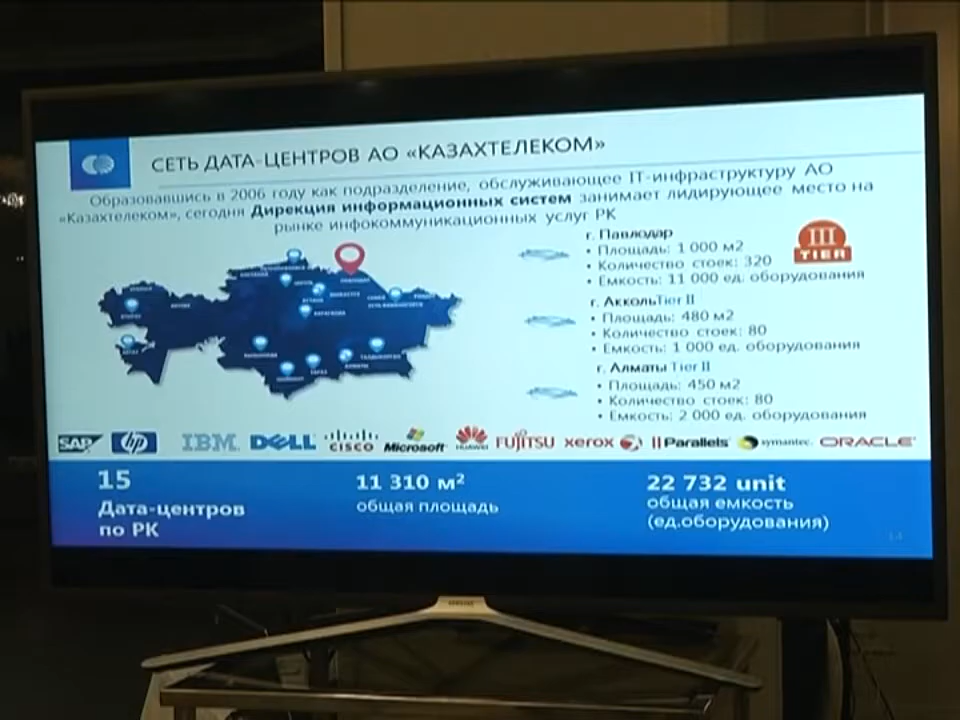 СЕТЬ ДАТА-ЦЕНТРОВ АО «КАЗАХТЕЛЕКОМ»
Образовавшись в 2006 году как подразделение, обслуживающее IT-инфраструктуру АО
«Казахтелеком», сегодня Дирекция информационных систем занимает лидирующее место на
рынке инфокоммуникационных услуг РК
г. Павлодар
• Площадь: 1 000 м2
• Количество стоек: 320
• Емкость: 11 000 ед. оборудования
III
TIER
г. Акколь Tier II
• Площадь: 480 м2
• Количество стоек: 80
• Емкость: 1 000 ед. оборудования
г. Алматы Tier II
• Площадь: 450 м2
• Количество стоек: 80
• Емкость: 2 000 ед. оборудования
SAP hp IBM DELL CISCO Microsoft HUAWEI FUJITSU xerox Parallels symantec ORACLE
15
Дата-центров
по РК
11 310 м²
общая площадь
22 732 unit
общая емкость
(ед.оборудования)
14
SAMSUNG